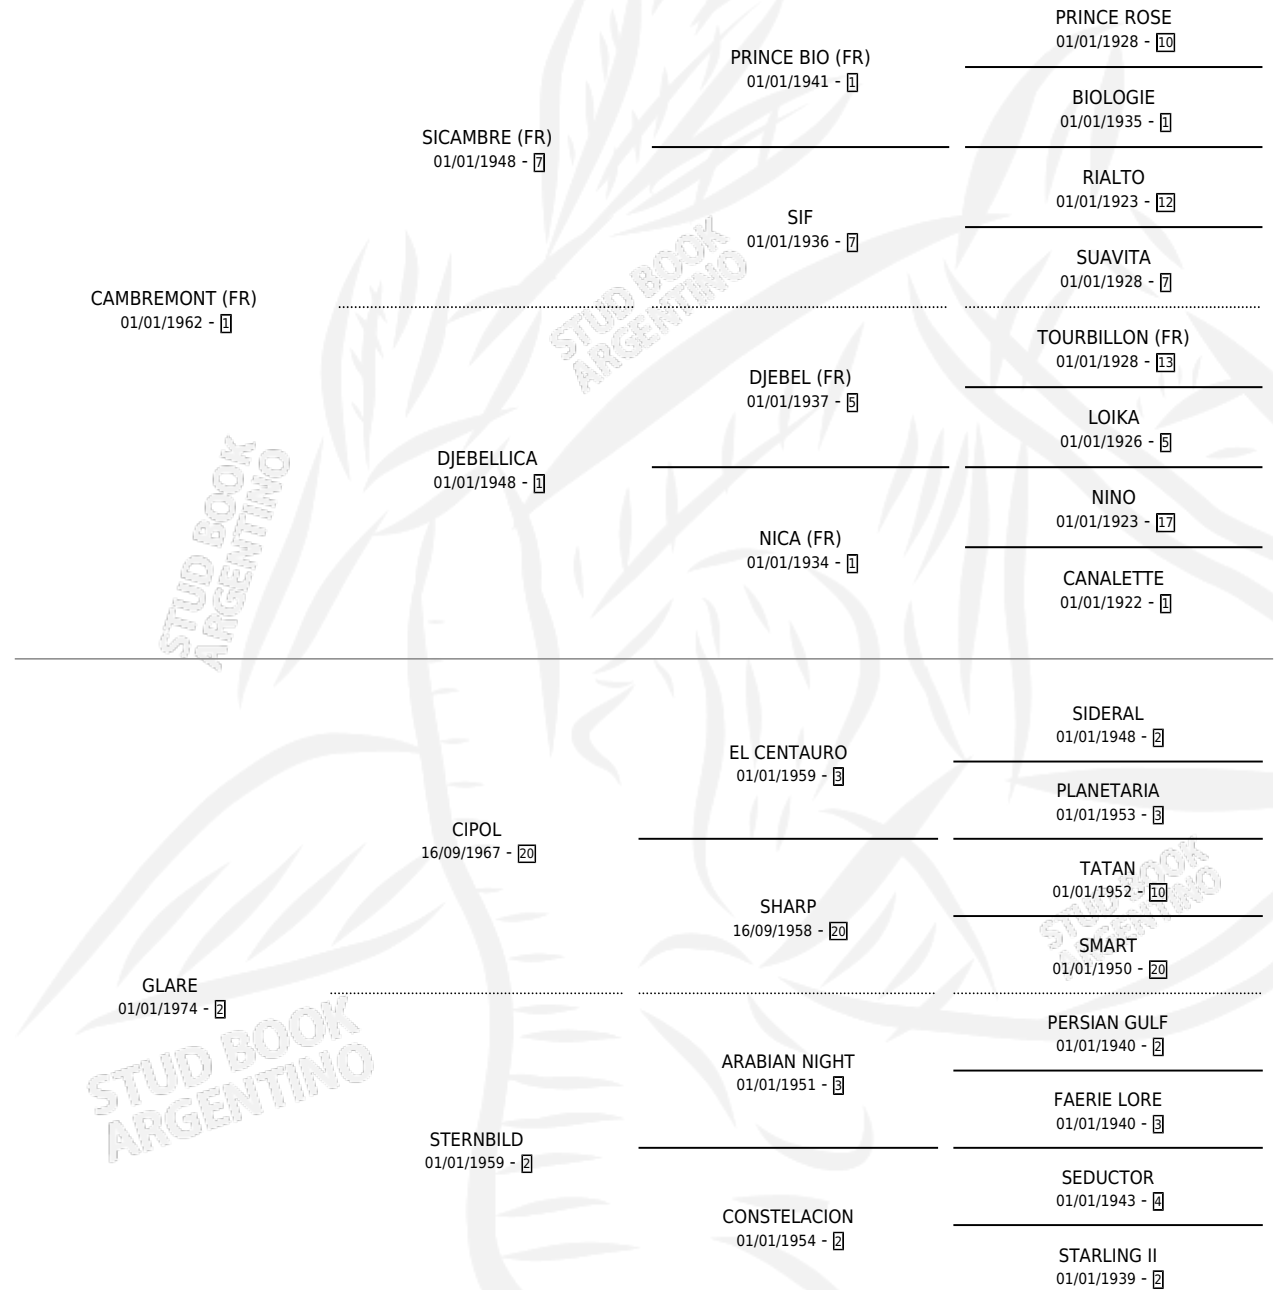 PRINCE ROSE
01/01/1928 - 10
PRINCE BIO (FR)
01/01/1941 - 1
BIOLOGIE
01/01/1935 - 1
SICAMBRE (FR)
01/01/1948 - 7
RIALTO
01/01/1923 - 12
SIF
01/01/1936 - 7
SUAVITA
01/01/1928 - 7
CAMBREMONT (FR)
01/01/1962 - 1
TOURBILLON (FR)
01/01/1928 - 13
DJEBEL (FR)
01/01/1937 - 5
LOIKA
01/01/1926 - 5
DJEBELLICA
01/01/1948 - 1
NINO
01/01/1923 - 17
NICA (FR)
01/01/1934 - 1
CANALETTE
01/01/1922 - 1
SIDERAL
01/01/1948 - 2
EL CENTAURO
01/01/1959 - 3
PLANETARIA
01/01/1953 - 3
CIPOL
16/09/1967 - 20
TATAN
01/01/1952 - 10
SHARP
16/09/1958 - 20
SMART
01/01/1950 - 20
GLARE
01/01/1974 - 2
PERSIAN GULF
01/01/1940 - 2
ARABIAN NIGHT
01/01/1951 - 3
FAERIE LORE
01/01/1940 - 3
STERNBILD
01/01/1959 - 2
SEDUCTOR
01/01/1943 - 4
CONSTELACION
01/01/1954 - 2
STARLING II
01/01/1939 - 2
STUD BOOK
ARGENTINO
STUD BOOK
ARGENTINO
STUD BOOK
ARGENTINO
STUD BOOK
ARGENTINO